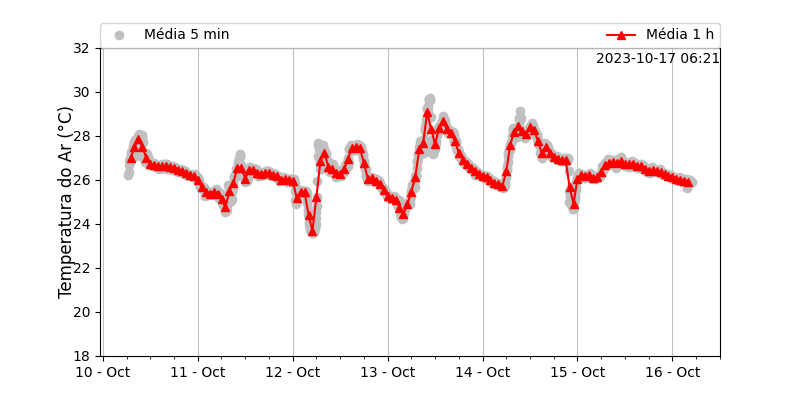 Média 5 min
Média 1 h
2023-10-17 06:21
Temperatura do Ar (°C)
32
30
28
26
24
22
20
18
10 - Oct
11 - Oct
12 - Oct
13 - Oct
14 - Oct
15 - Oct
16 - Oct